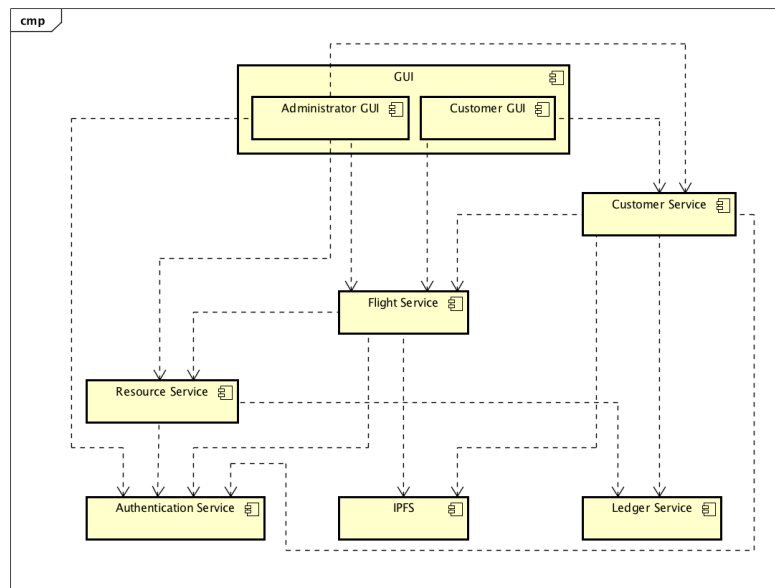 cmp
GUI
Administrator GUI
Customer GUI
Customer Service
Flight Service
Resource Service
Authentication Service
IPFS
Ledger Service